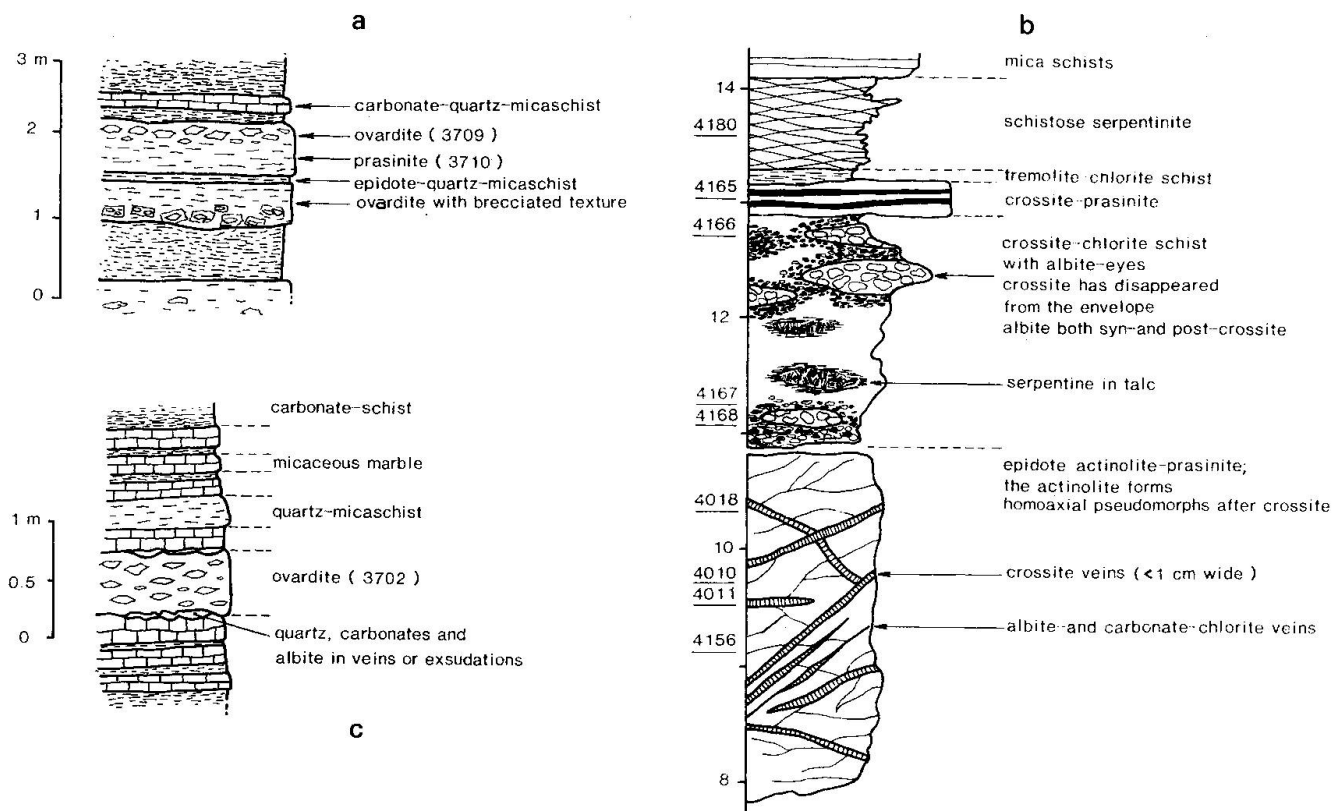 a
3 m
2
1
0
carbonate-quartz-micaschist
ovardite ( 3709 )
prasinite ( 3710 )
epidote-quartz-micaschist
ovardite with brecciated texture
carbonate-schist
micaceous marble
quartz-micaschist
ovardite ( 3702 )
quartz, carbonates and
albite in veins or exsudations
1 m
0.5
0
c
b
14
4180
4165
4166
12
4167
4168
4018
10
4010
4011
4156
8
mica schists
schistose serpentinite
tremolite-chlorite schist
crossite-prasinite
crossite-chlorite schist
with albite-eyes
crossite has disappeared
from the envelope
albite both syn-and post-crossite
serpentine in talc
epidote actinolite-prasinite;
the actinolite forms
homoaxial pseudomorphs after crossite
crossite veins ( <1 cm wide )
albite-and carbonate-chlorite veins